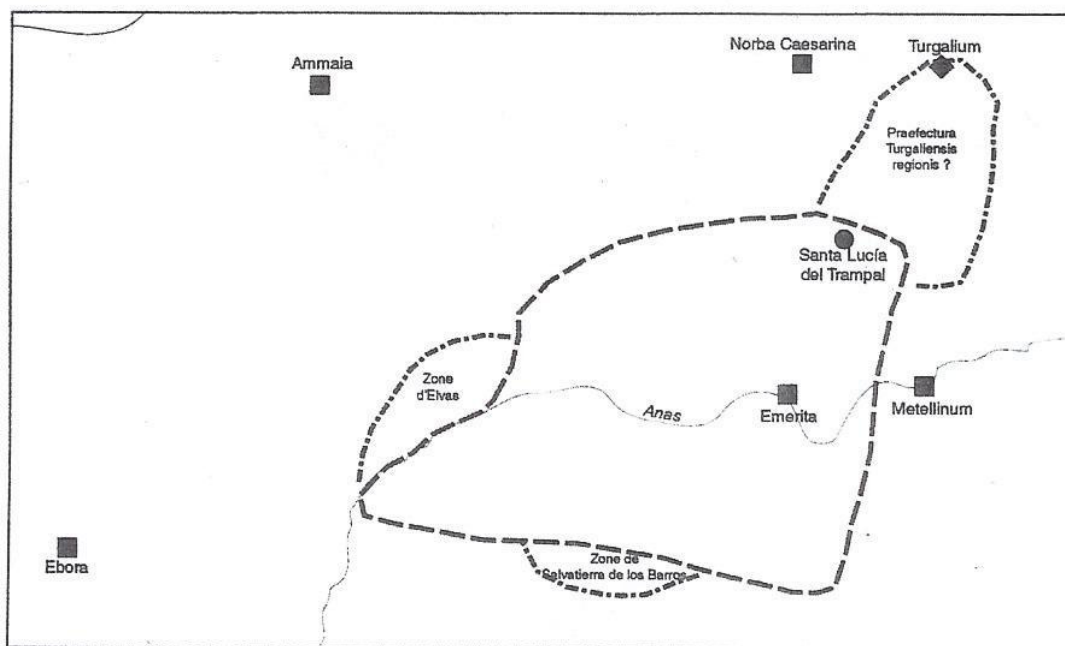 Ammaia
Norba Caesarina
Turgalium
Praefectura
Turgaliensis
regionis ?
Santa Lucía
del Trampal
Zone
d'Elvas
Anas
Emerita
Metellinum
Ebora
Zone de
Salvatierra de los Barros